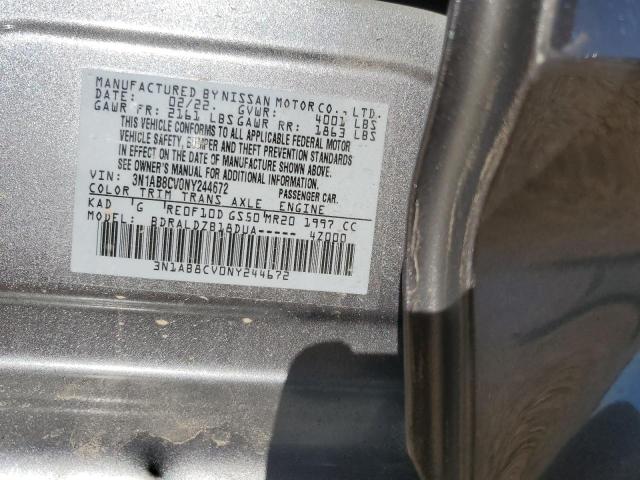 MANUFACTURED BY NISSAN MOTOR CO., LTD.
DATE: 02/22 GVWR: 4001 LBS
GAWR FR: 2161 LBS GAWR RR: 1863 LBS
THIS VEHICLE CONFORMS TO ALL APPLICABLE FEDERAL MOTOR
VEHICLE SAFETY, BUMPER AND THEFT PREVENTION STANDARDS
IN EFFECT ON THE DATE OF MANUFACTURE SHOWN ABOVE.
SEE OWNER'S MANUAL FOR ADDITIONAL INFORMATION.
VIN: 3N1AB8CV0NY244672 PASSENGER CAR.
COLOR TRIM TRANS AXLE ENGINE
KAD G RE0F10D GS50 MR20 1997 CC
MODEL: BDRALDZB18DUA----- 4Z000
3N1AB8CV0NY244672